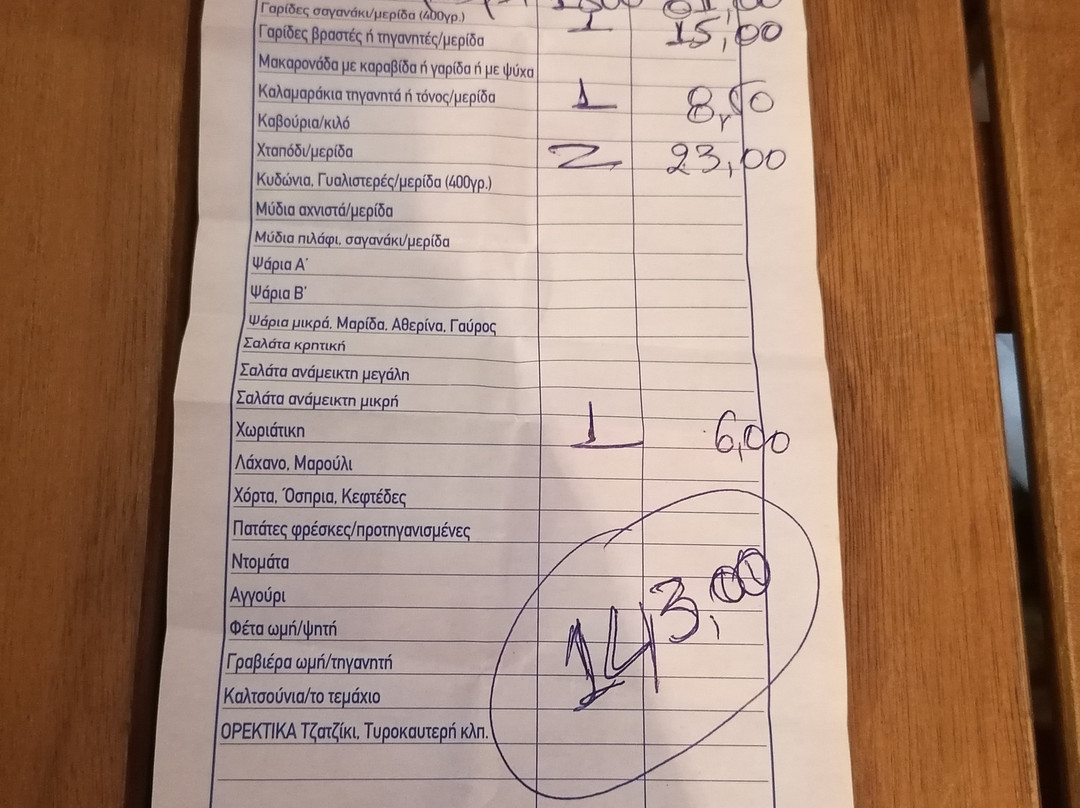 Γαρίδες σαγανάκι/μερίδα (400γρ.)
Γαρίδες βραστές ή τηγανητές/μερίδα 1 15,00
Μακαρονάδα με καραβίδα ή γαρίδα ή με ψύχα
Καλαμαράκια τηγανητά ή τόνος/μερίδα 1 8,50
Καβούρια/κιλό
Χταπόδι/μερίδα 2 23,00
Κυδώνια, Γυαλιστερές/μερίδα (400γρ.)
Μύδια αχνιστά/μερίδα
Μύδια πιλάφι, σαγανάκι/μερίδα
Ψάρια Α'
Ψάρια Β'
Ψάρια μικρά, Μαρίδα, Αθερίνα, Γαύρος
Σαλάτα κρητική
Σαλάτα ανάμεικτη μεγάλη
Σαλάτα ανάμεικτη μικρή
Χωριάτικη 1 6,00
Λάχανο, Μαρούλι
Χόρτα, Όσπρια, Κεφτέδες
Πατάτες φρέσκες/προτηγανισμένες
Ντομάτα
Αγγούρι
Φέτα ωμή/ψητή
Γραβιέρα ωμή/τηγανητή
Καλτσούνια/το τεμάχιο
ΟΡΕΚΤΙΚΑ Τζατζίκι, Τυροκαυτερή κλπ.
143,00